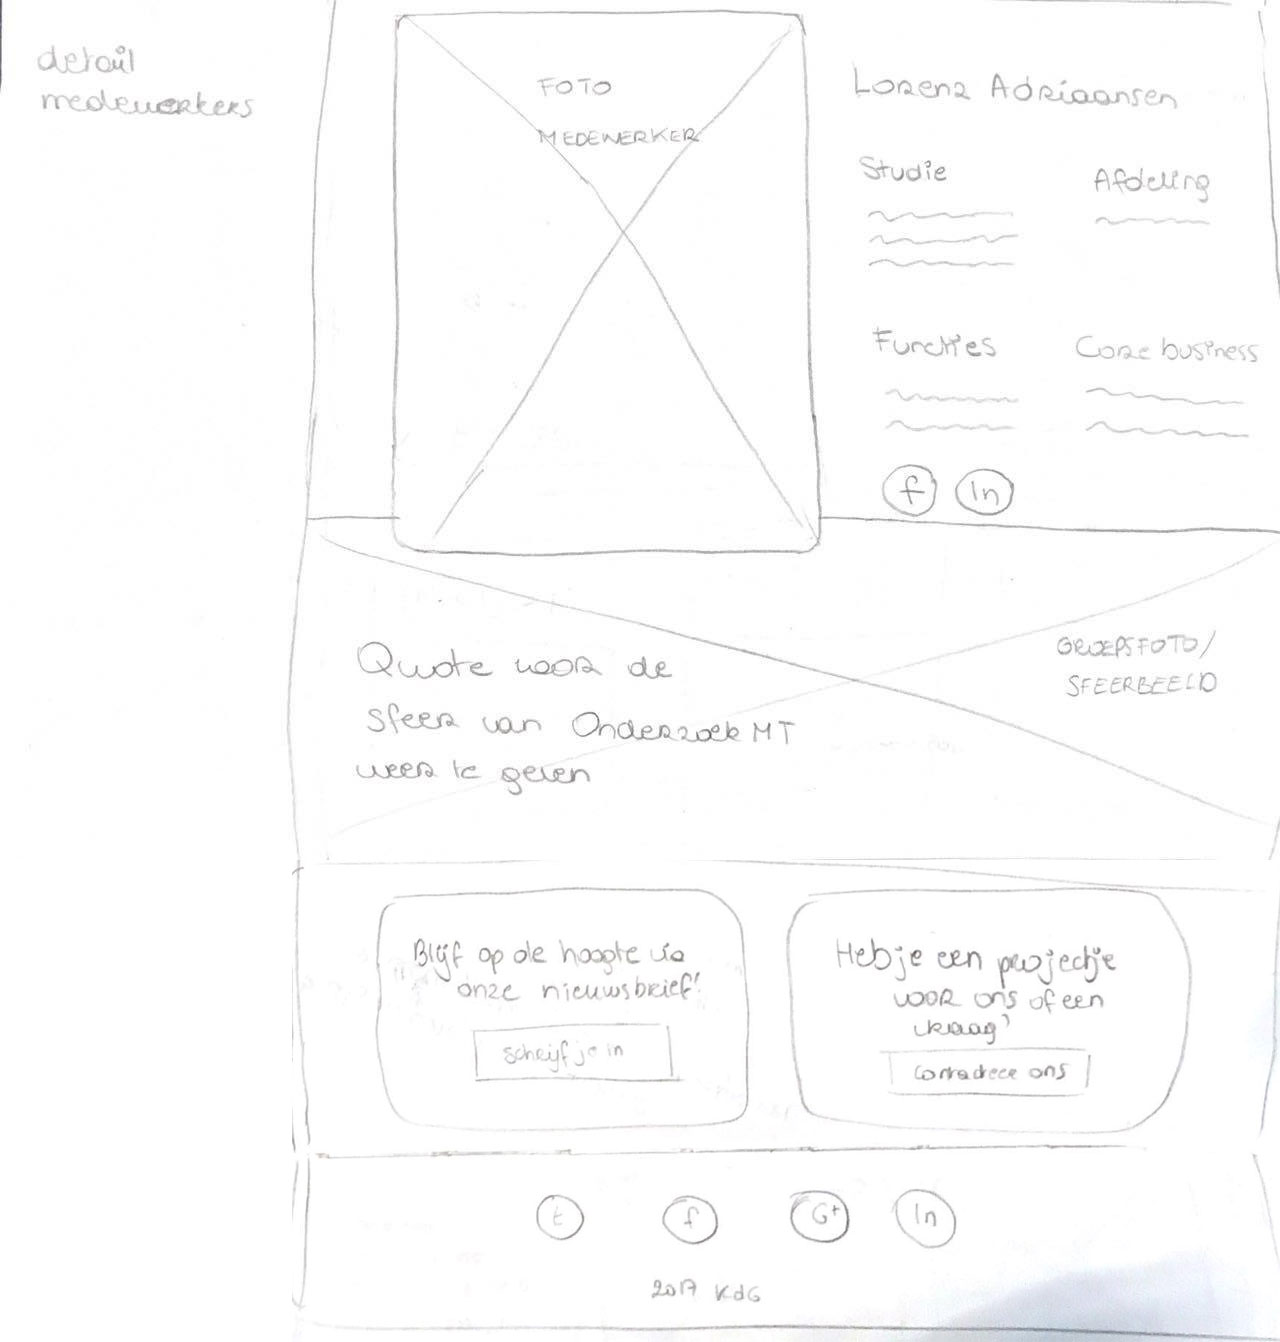 detail
medewerkers
FOTO
MEDEWERKER
Lorenz Adriaansen
Studie
Afdeling
Functies
Core business
f
in
Quote voor de
sfeer van Onderzoek MT
weer te geven
GROEPSFOTO/
SFEERBEELD
Blijf op de hoogte via
onze nieuwsbrief!
Schrijf je in
Heb je een projectje
voor ons of een
vraag?
Contacteer ons
t
f
G+
in
2017 KdG